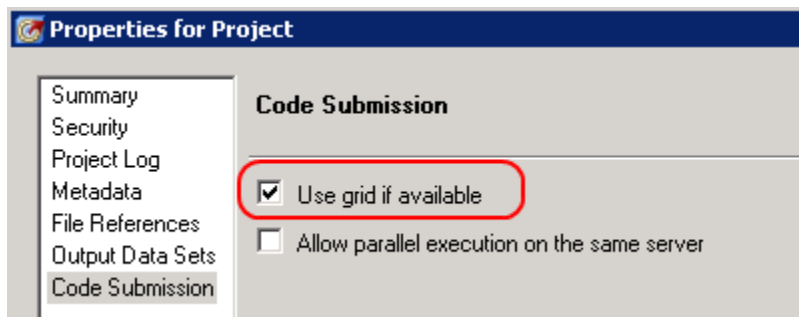 Properties for Project
Summary
Security
Project Log
Metadata
File References
Output Data Sets
Code Submission
Code Submission
Use grid if available
Allow parallel execution on the same server